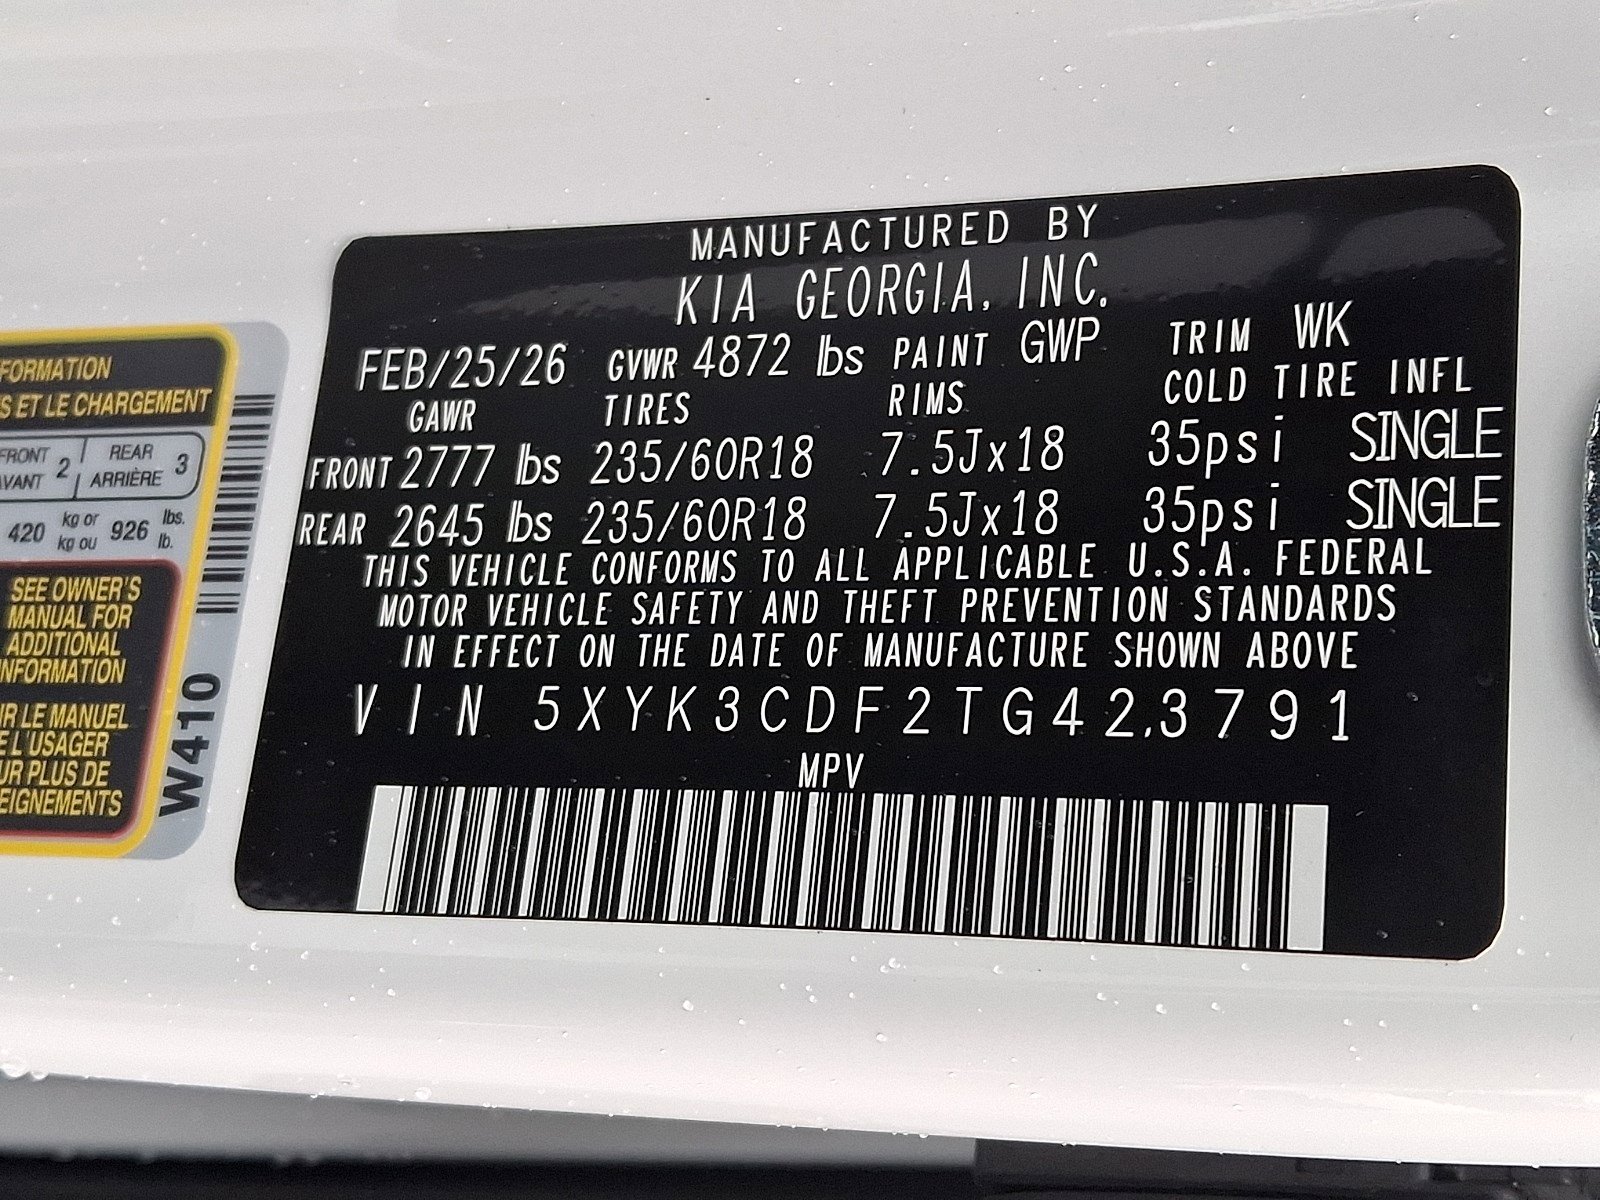 MANUFACTURED BY
KIA GEORGIA, INC.
FEB/25/26 GVWR 4872 lbs PAINT GWP TRIM WK
GAWR TIRES RIMS COLD TIRE INFL
FRONT 2777 lbs 235/60R18 7.5Jx18 35psi SINGLE
REAR 2645 lbs 235/60R18 7.5Jx18 35psi SINGLE
THIS VEHICLE CONFORMS TO ALL APPLICABLE U.S.A. FEDERAL
MOTOR VEHICLE SAFETY AND THEFT PREVENTION STANDARDS
IN EFFECT ON THE DATE OF MANUFACTURE SHOWN ABOVE
VIN 5XYK3CDF2TG423791
MPV
NFORMATION
S ET LE CHARGEMENT
FRONT 2 REAR 3
AVANT ARRIÈRE
420 kg or 926 lbs.
kg ou lb.
SEE OWNER'S
MANUAL FOR
ADDITIONAL
INFORMATION
IR LE MANUEL
E L'USAGER
UR PLUS DE
EIGNEMENTS
W410